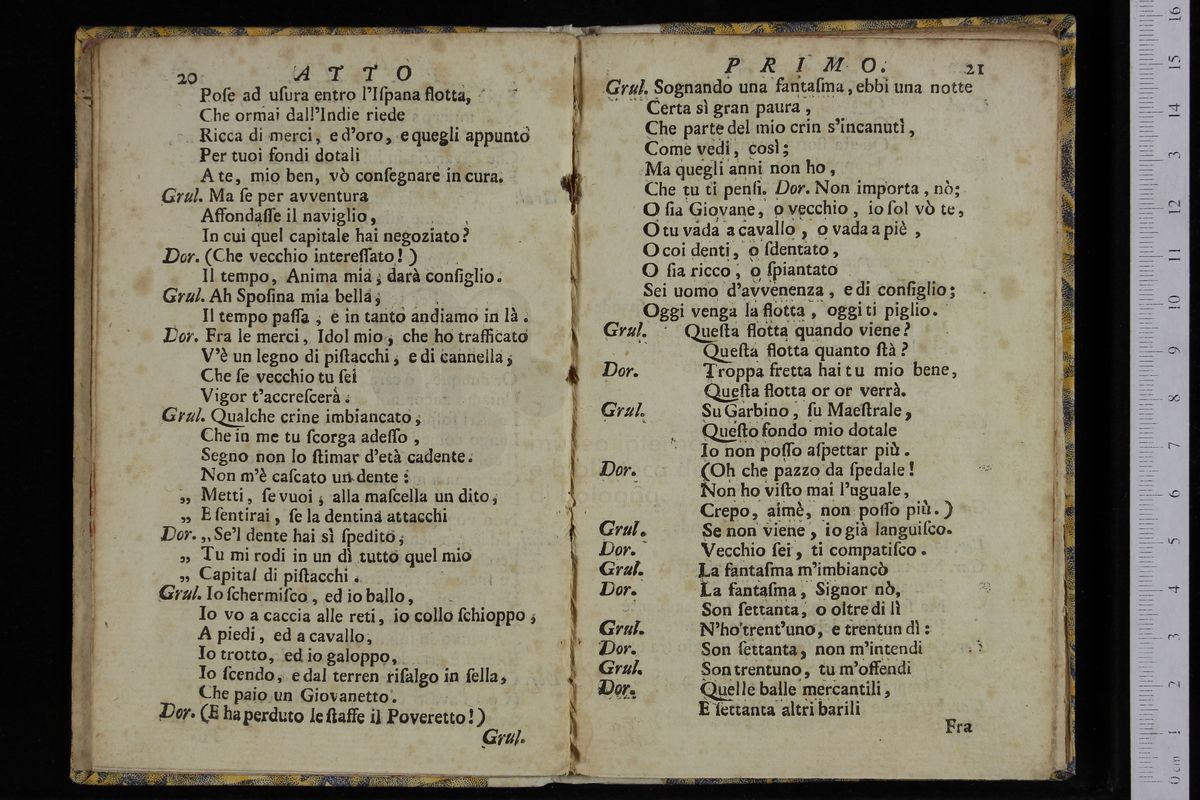 20 ATTO
Poſe ad uſura entro l'Iſpana flotta,
Che ormai dall'Indie riede
Ricca di merci, e d'oro, e quegli appunto
Per tuoi fondi dotali
A te, mio ben, vò conſegnare in cura.
Grul. Ma ſe per avventura
Affondaſſe il naviglio,
In cui quel capitale hai negoziato?
Dor. (Che vecchio intereſſato!)
Il tempo, Anima mia, darà conſiglio.
Grul. Ah Spoſina mia bella,
Il tempo paſſa, e in tanto andiamo in là.
Dor. Fra le merci, Idol mio, che ho trafficato
V'è un legno di piſtacchi, e di cannella,
Che ſe vecchio tu ſei
Vigor t'accreſcerà.
Grul. Qualche crine imbiancato,
Che in me tu ſcorga adeſſo,
Segno non lo ſtimar d'età cadente.
Non m'è caſcato un dente:
„ Metti, ſe vuoi, alla maſcella un dito,
„ E ſentirai, ſe la dentina attacchi
Dor. „ Se'l dente hai sì ſpedito,
„ Tu mi rodi in un dì tutto quel mio
„ Capital di piſtacchi.
Grul. Io ſchermiſco, ed io ballo,
Io vo a caccia alle reti, io collo ſchioppo,
A piedi, ed a cavallo,
Io trotto, ed io galoppo,
Io ſcendo, e dal terren riſalgo in ſella,
Che paio un Giovanetto.
Dor. (E ha perduto le ſtaffe il Poveretto!)
Grul.
PRIMO. 21
Grul. Sognando una fantaſma, ebbi una notte
Certa sì gran paura,
Che parte del mio crin s'incanutì,
Come vedi, così;
Ma quegli anni non ho,
Che tu ti penſi. Dor. Non importa, nò;
O ſia Giovane, o vecchio, io ſol vò te,
O tu vada a cavallo, o vada a piè,
O coi denti, o ſdentato,
O ſia ricco, o ſpiantato
Sei uomo d'avvenenza, e di conſiglio;
Oggi venga la flotta, oggi ti piglio.
Grul. Queſta flotta quando viene?
Queſta flotta quanto ſtà?
Dor. Troppa fretta hai tu mio bene,
Queſta flotta or or verrà.
Grul. Su Garbino, ſu Maeſtrale,
Queſto fondo mio dotale
Io non poſſo aſpettar più.
Dor. (Oh che pazzo da ſpedale!
Non ho viſto mai l'uguale,
Crepo, aimè, non poſſo più.)
Grul. Se non viene, io già languiſco.
Dor. Vecchio ſei, ti compatiſco.
Grul. La fantaſma m'imbiancò
Dor. La fantaſma, Signor nò,
Son ſettanta, o oltre di lì
Grul. N'ho trent'uno, e trentun dì:
Dor. Son ſettanta, non m'intendi
Grul. Son trentuno, tu m'offendi
Dor. Quelle balle mercantili,
E ſettanta altri barili
Fra
16
15
14
3
12
11
10
9
8
7
6
5
4
3
2
1
0 cm